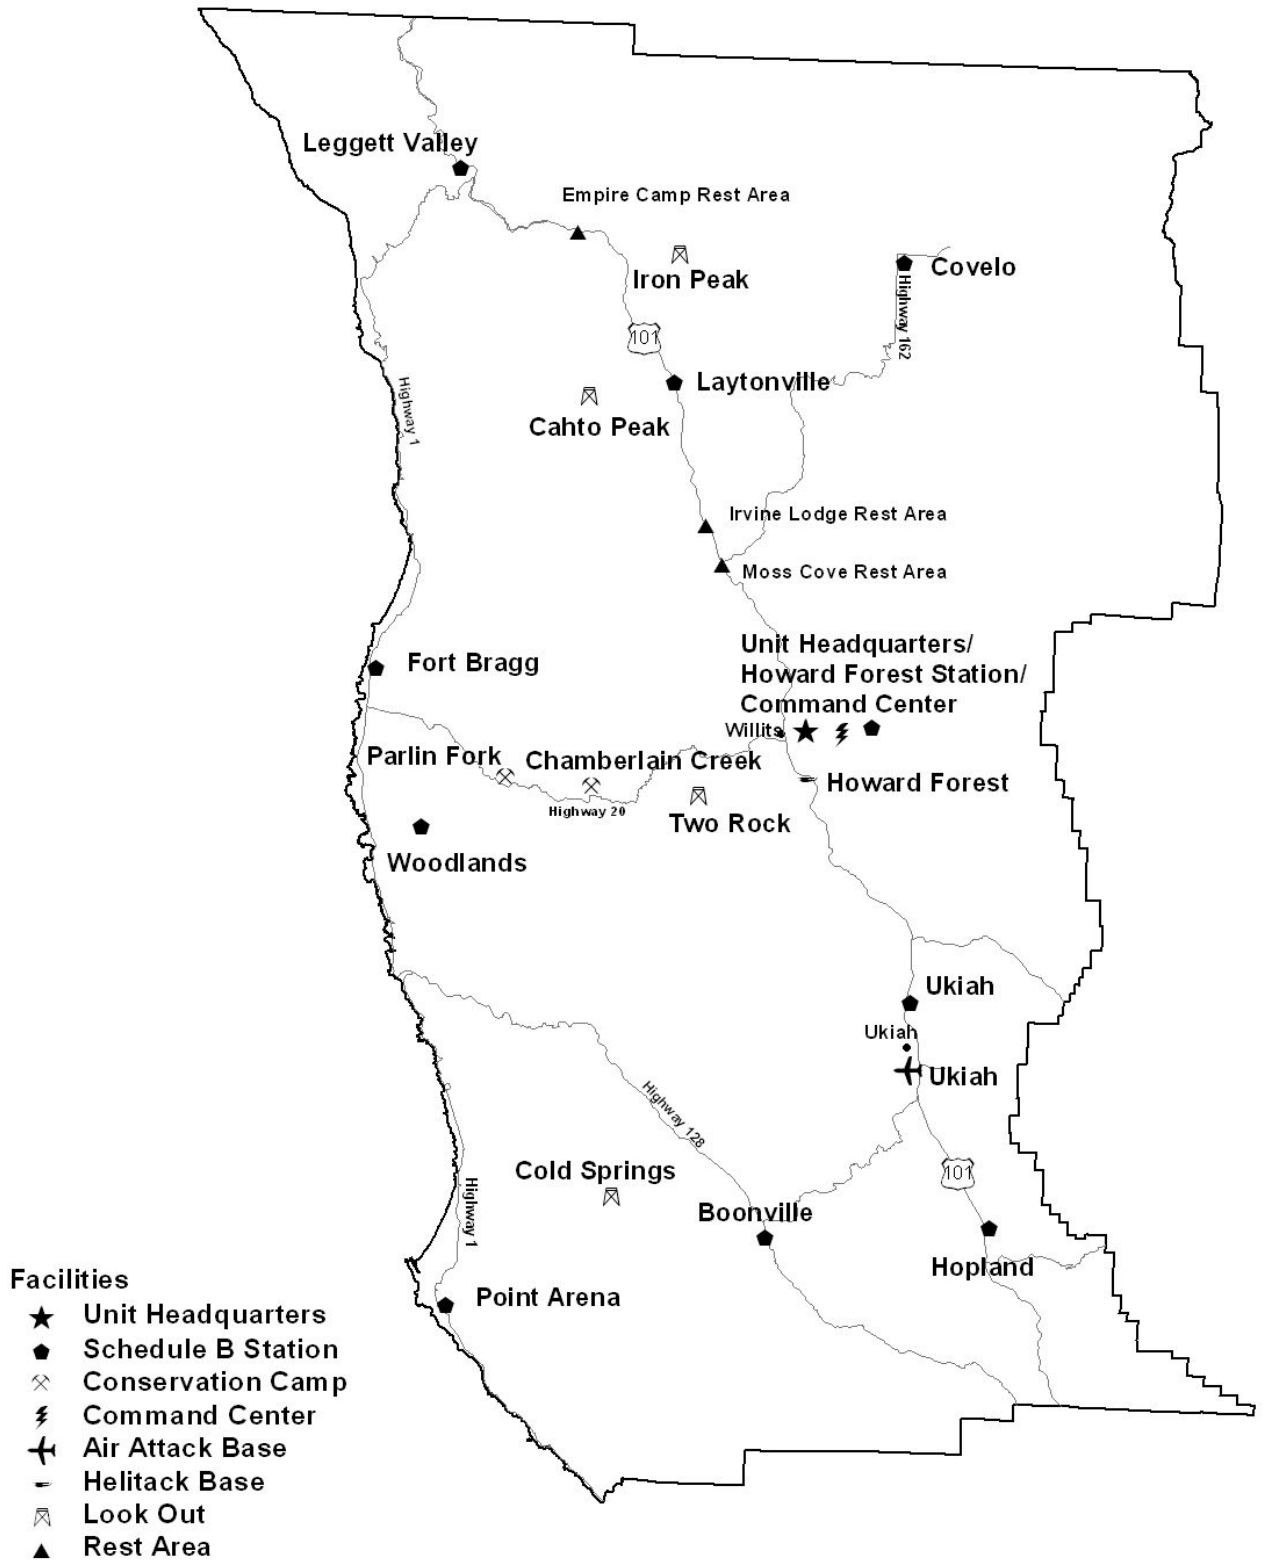 Leggett Valley
Empire Camp Rest Area
Iron Peak
Covelo
Highway 162
101
Laytonville
Highway 1
Cahto Peak
Irvine Lodge Rest Area
Moss Cove Rest Area
Unit Headquarters/
Howard Forest Station/
Command Center
Fort Bragg
Willits
Parlin Fork
Chamberlain Creek
Howard Forest
Highway 20
Two Rock
Woodlands
Ukiah
Ukiah
Ukiah
Highway 128
101
Cold Springs
Highway 1
Boonville
Hopland
Point Arena
Facilities
Unit Headquarters
Schedule B Station
Conservation Camp
Command Center
Air Attack Base
Helitack Base
Look Out
Rest Area